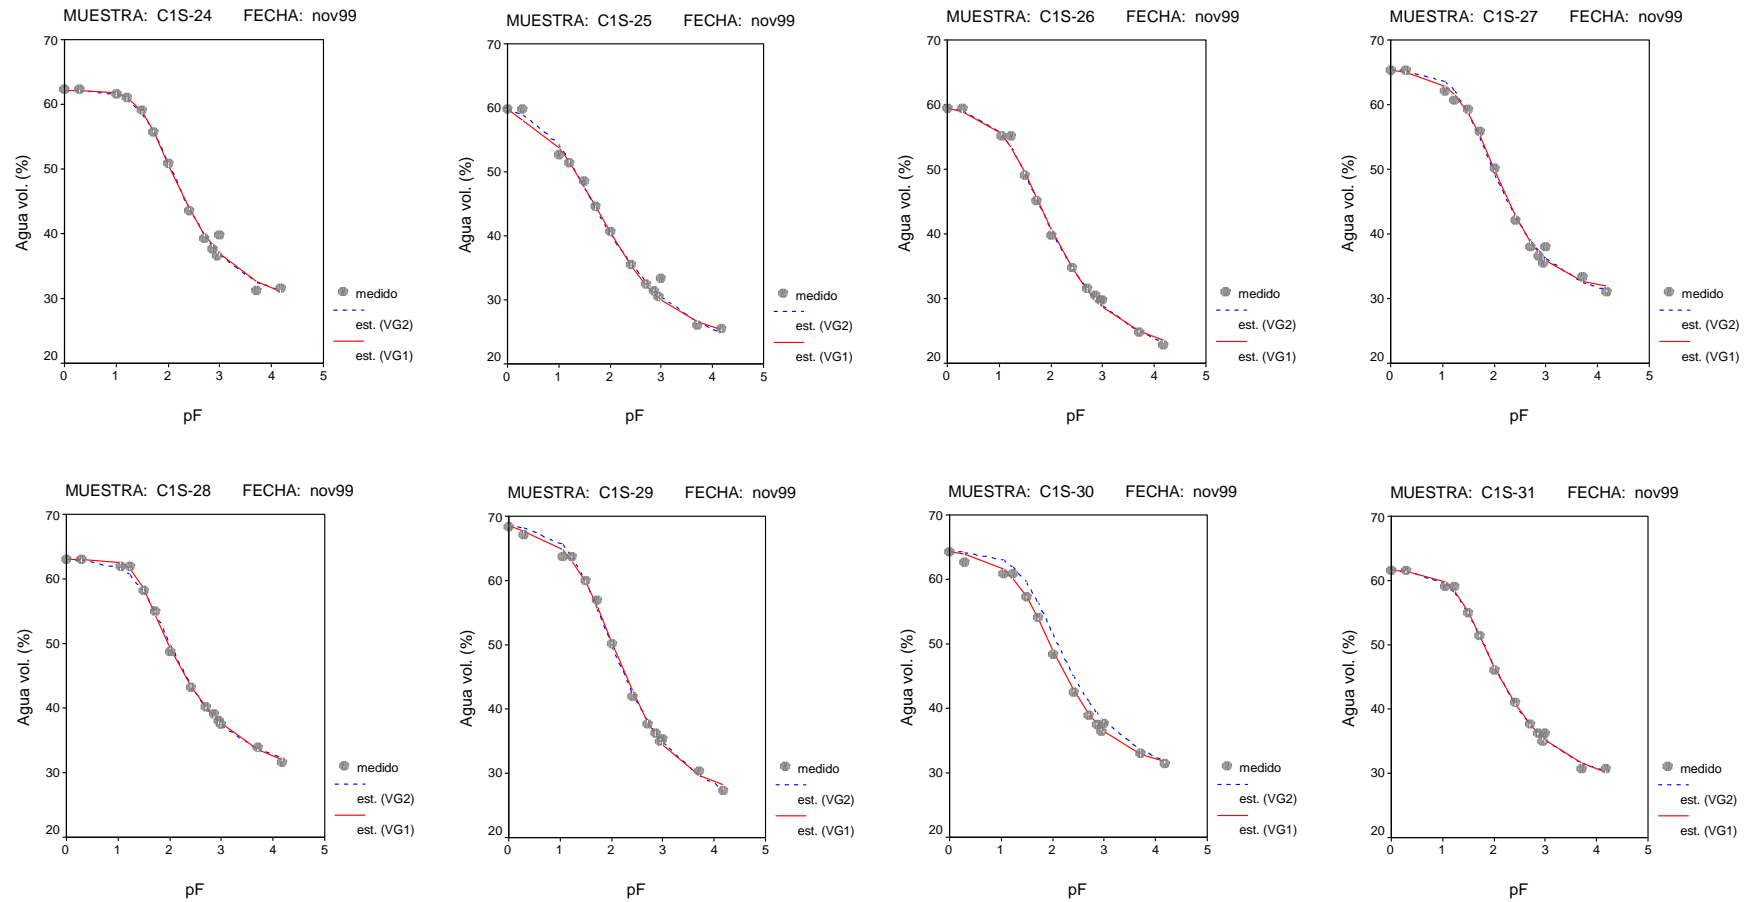 MUESTRA: C1S-24 FECHA: nov99
70
60
50
40
30
20
Agua vol. (%)
0 1 2 3 4 5
pF
medido
est. (VG2)
est. (VG1)
MUESTRA: C1S-25 FECHA: nov99
70
60
50
40
30
20
Agua vol. (%)
0 1 2 3 4 5
pF
medido
est. (VG2)
est. (VG1)
MUESTRA: C1S-26 FECHA: nov99
70
60
50
40
30
20
Agua vol. (%)
0 1 2 3 4 5
pF
medido
est. (VG2)
est. (VG1)
MUESTRA: C1S-27 FECHA: nov99
70
60
50
40
30
20
Agua vol. (%)
0 1 2 3 4 5
pF
medido
est. (VG2)
est. (VG1)
MUESTRA: C1S-28 FECHA: nov99
70
60
50
40
30
20
Agua vol. (%)
0 1 2 3 4 5
pF
medido
est. (VG2)
est. (VG1)
MUESTRA: C1S-29 FECHA: nov99
70
60
50
40
30
20
Agua vol. (%)
0 1 2 3 4 5
pF
medido
est. (VG2)
est. (VG1)
MUESTRA: C1S-30 FECHA: nov99
70
60
50
40
30
20
Agua vol. (%)
0 1 2 3 4 5
pF
medido
est. (VG2)
est. (VG1)
MUESTRA: C1S-31 FECHA: nov99
70
60
50
40
30
20
Agua vol. (%)
0 1 2 3 4 5
pF
medido
est. (VG2)
est. (VG1)